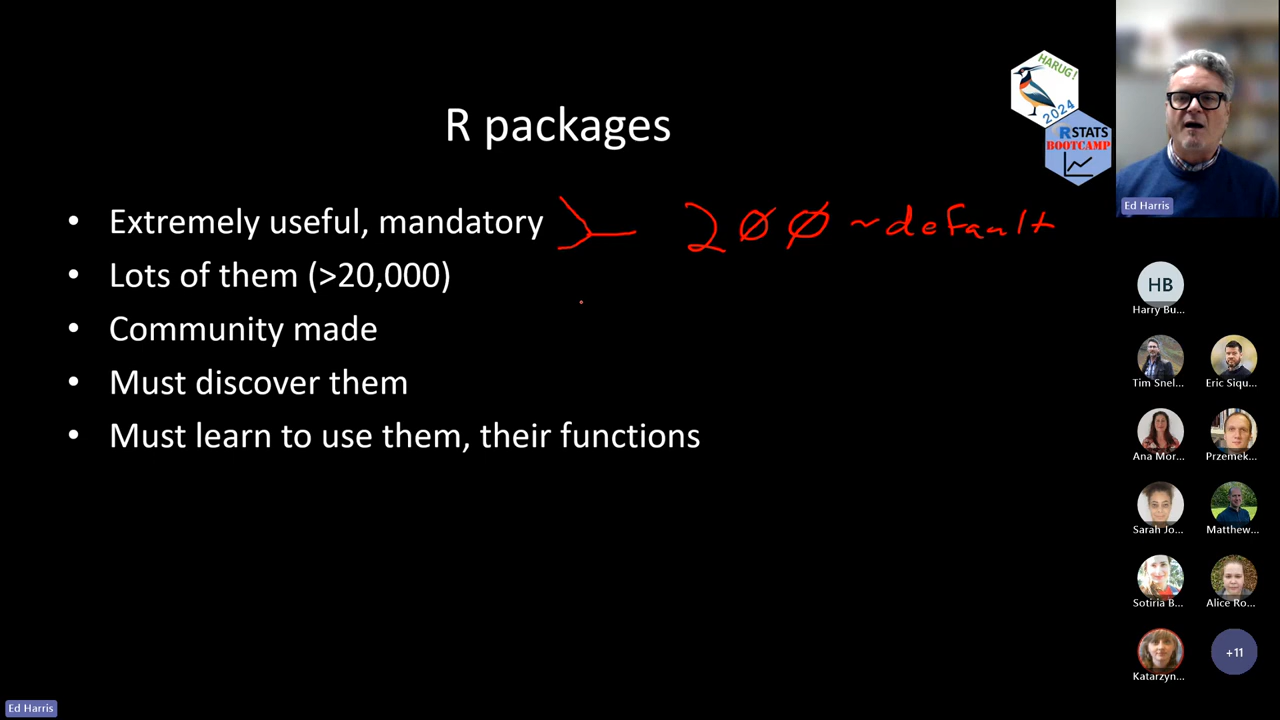 R packages
HARUG!
2024
RSTATS
BOOTCAMP
Ed Harris
• Extremely useful, mandatory
200 ~default
• Lots of them (>20,000)
• Community made
• Must discover them
• Must learn to use them, their functions
HB
Harry Bu...
Tim Snel...
Eric Siqu...
Ana Mor...
Przemek...
Sarah Jo...
Matthew...
Sotiria B...
Alice Ro...
Katarzyn...
+11
Ed Harris